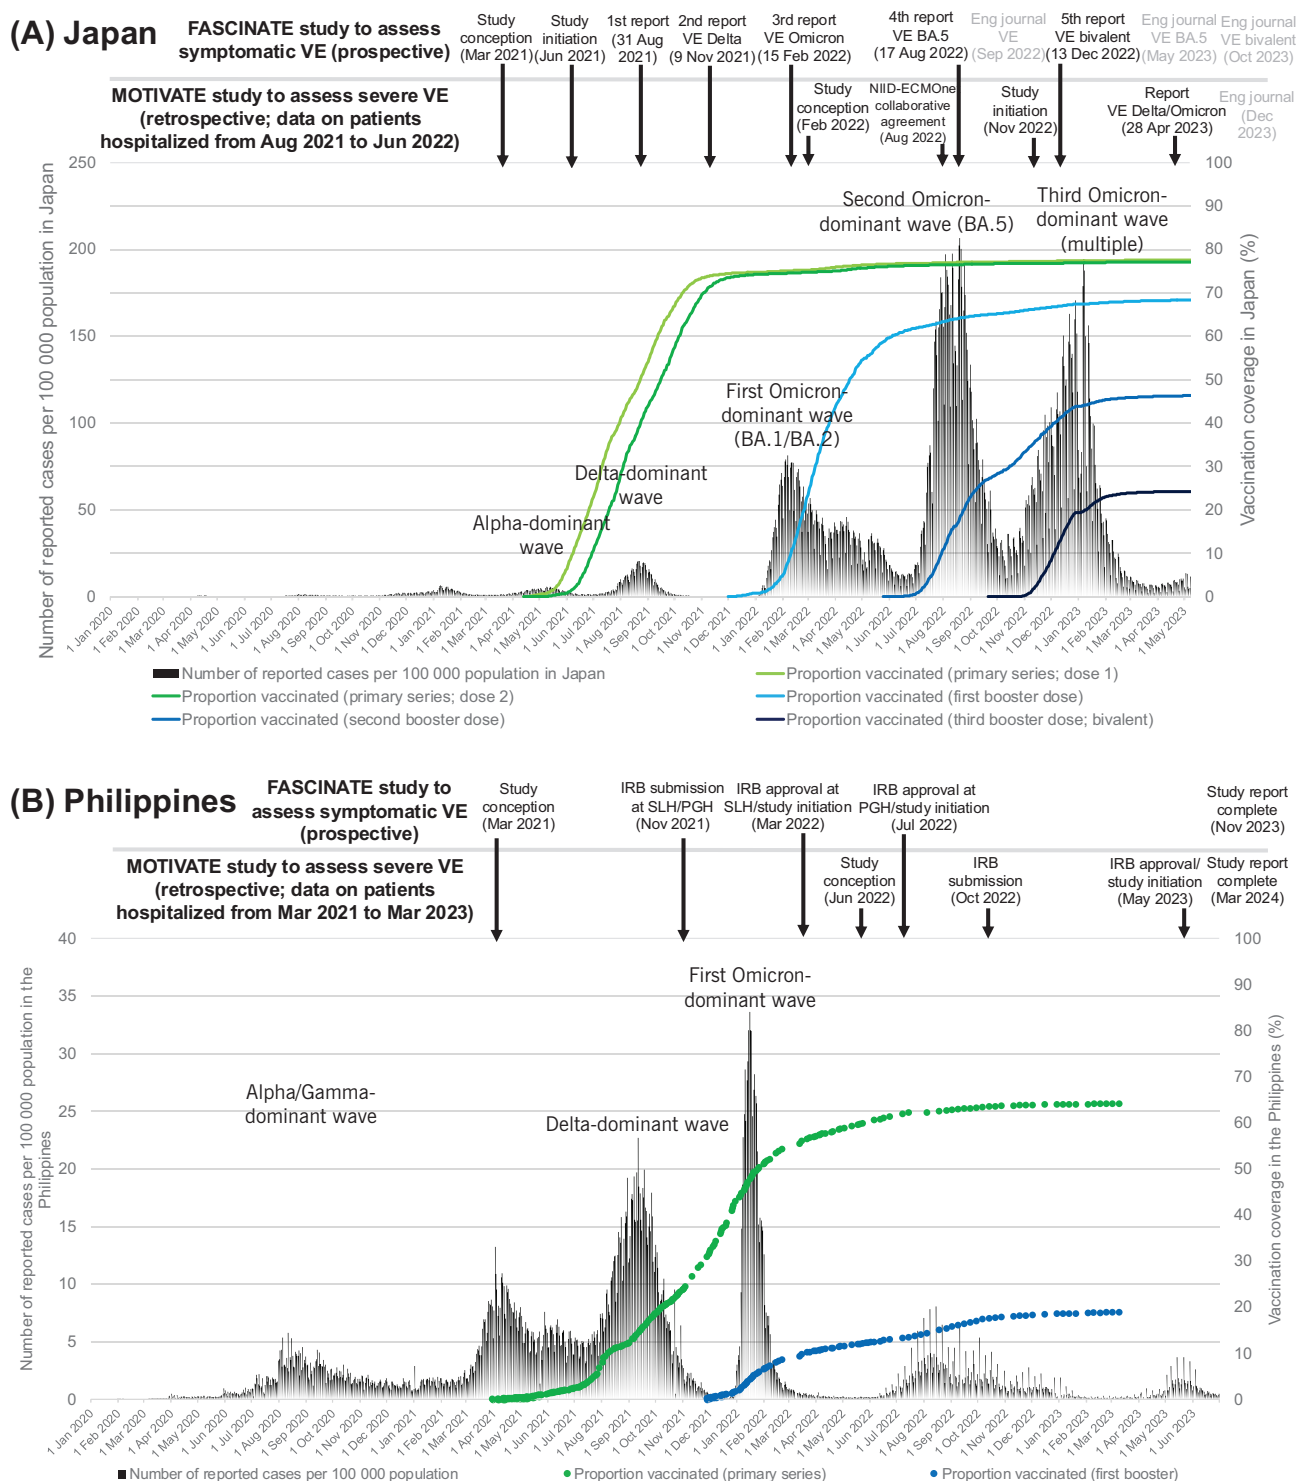 (A) Japan
FASCINATE study to assess
symptomatic VE (prospective)
Study
conception
(Mar 2021)
Study
initiation
(Jun 2021)
1st report
(31 Aug
2021)
2nd report
VE Delta
(9 Nov 2021)
3rd report
VE Omicron
(15 Feb 2022)
4th report
VE BA.5
(17 Aug 2022)
Eng journal
VE
(Sep 2022)
5th report
VE bivalent
(13 Dec 2022)
Eng journal
VE BA.5
(May 2023)
Eng journal
VE bivalent
(Oct 2023)
MOTIVATE study to assess severe VE
(retrospective; data on patients
hospitalized from Aug 2021 to Jun 2022)
Study
conception
(Feb 2022)
NIID-ECMOne
collaborative
agreement
(Aug 2022)
Study
initiation
(Nov 2022)
Report
VE Delta/Omicron
(28 Apr 2023)
Eng journal
(Dec
2023)
Number of reported cases per 100 000 population in Japan
250
200
150
100
50
0
Alpha-dominant
wave
Delta-dominant
wave
First Omicron-
dominant wave
(BA.1/BA.2)
Second Omicron-
dominant wave (BA.5)
Third Omicron-
dominant wave
(multiple)
100
90
80
70
60
50
40
30
20
10
0
Vaccination coverage in Japan (%)
1 Jan 2020
1 Feb 2020
1 Mar 2020
1 Apr 2020
1 May 2020
1 Jun 2020
1 Jul 2020
1 Aug 2020
1 Sep 2020
1 Oct 2020
1 Nov 2020
1 Dec 2020
1 Jan 2021
1 Feb 2021
1 Mar 2021
1 Apr 2021
1 May 2021
1 Jun 2021
1 Jul 2021
1 Aug 2021
1 Sep 2021
1 Oct 2021
1 Nov 2021
1 Dec 2021
1 Jan 2022
1 Feb 2022
1 Mar 2022
1 Apr 2022
1 May 2022
1 Jun 2022
1 Jul 2022
1 Aug 2022
1 Sep 2022
1 Oct 2022
1 Nov 2022
1 Dec 2022
1 Jan 2023
1 Feb 2023
1 Mar 2023
1 Apr 2023
1 May 2023
Number of reported cases per 100 000 population in Japan
Proportion vaccinated (primary series; dose 1)
Proportion vaccinated (primary series; dose 2)
Proportion vaccinated (first booster dose)
Proportion vaccinated (second booster dose)
Proportion vaccinated (third booster dose; bivalent)
(B) Philippines
FASCINATE study to
assess symptomatic VE
(prospective)
Study
conception
(Mar 2021)
IRB submission
at SLH/PGH
(Nov 2021)
IRB approval at
SLH/study initiation
(Mar 2022)
IRB approval at
PGH/study initiation
(Jul 2022)
Study report
complete
(Nov 2023)
MOTIVATE study to assess severe VE
(retrospective; data on patients
hospitalized from Mar 2021 to Mar 2023)
Study
conception
(Jun 2022)
IRB
submission
(Oct 2022)
IRB approval/
study initiation
(May 2023)
Study report
complete
(Mar 2024)
Number of reported cases per 100 000 population in the
Philippines
40
35
30
25
20
15
10
5
0
Alpha/Gamma-
dominant wave
Delta-dominant wave
First Omicron-
dominant wave
100
90
80
70
60
50
40
30
20
10
0
Vaccination coverage in the Philippines (%)
1 Jan 2020
1 Feb 2020
1 Mar 2020
1 Apr 2020
1 May 2020
1 Jun 2020
1 Jul 2020
1 Aug 2020
1 Sep 2020
1 Oct 2020
1 Nov 2020
1 Dec 2020
1 Jan 2021
1 Feb 2021
1 Mar 2021
1 Apr 2021
1 May 2021
1 Jun 2021
1 Jul 2021
1 Aug 2021
1 Sep 2021
1 Oct 2021
1 Nov 2021
1 Dec 2021
1 Jan 2022
1 Feb 2022
1 Mar 2022
1 Apr 2022
1 May 2022
1 Jun 2022
1 Jul 2022
1 Aug 2022
1 Sep 2022
1 Oct 2022
1 Nov 2022
1 Dec 2022
1 Jan 2023
1 Feb 2023
1 Mar 2023
1 Apr 2023
1 May 2023
1 Jun 2023
Number of reported cases per 100 000 population
Proportion vaccinated (primary series)
Proportion vaccinated (first booster)